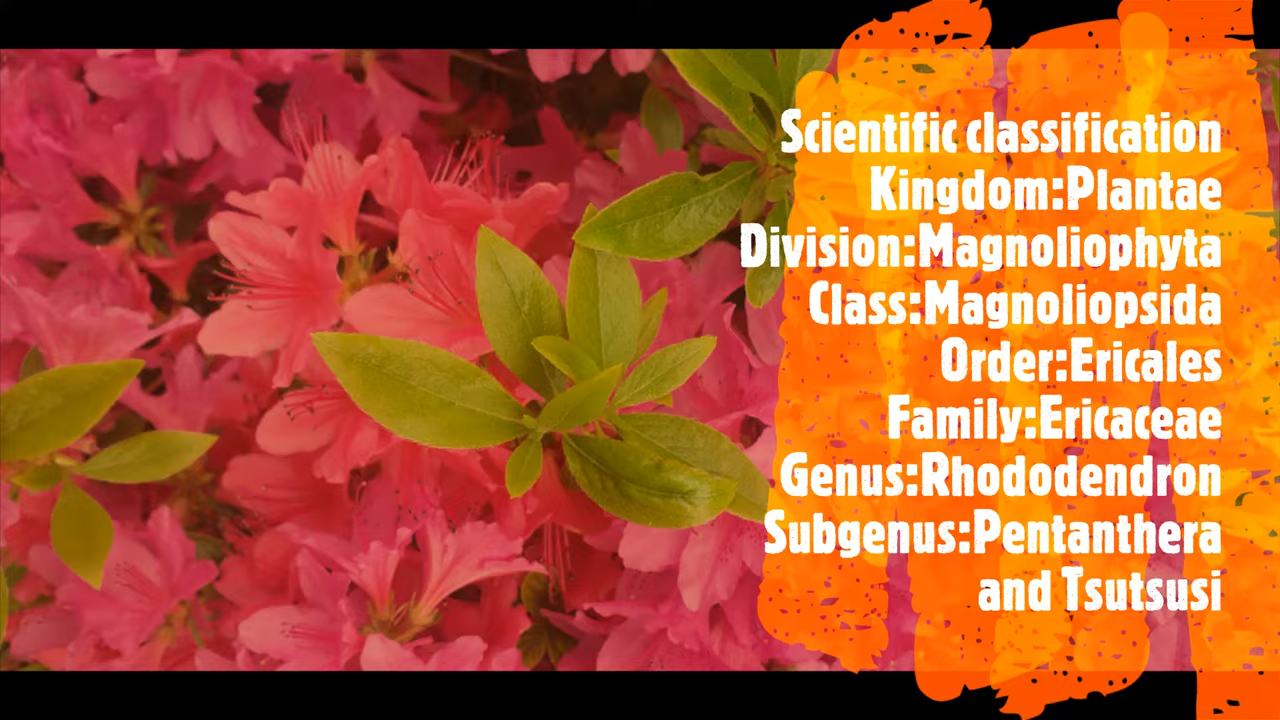 Scientific classification
Kingdom:Plantae
Division:Magnoliophyta
Class:Magnoliopsida
Order:Ericales
Family:Ericaceae
Genus:Rhododendron
Subgenus:Pentanthera
and Tsutsusi